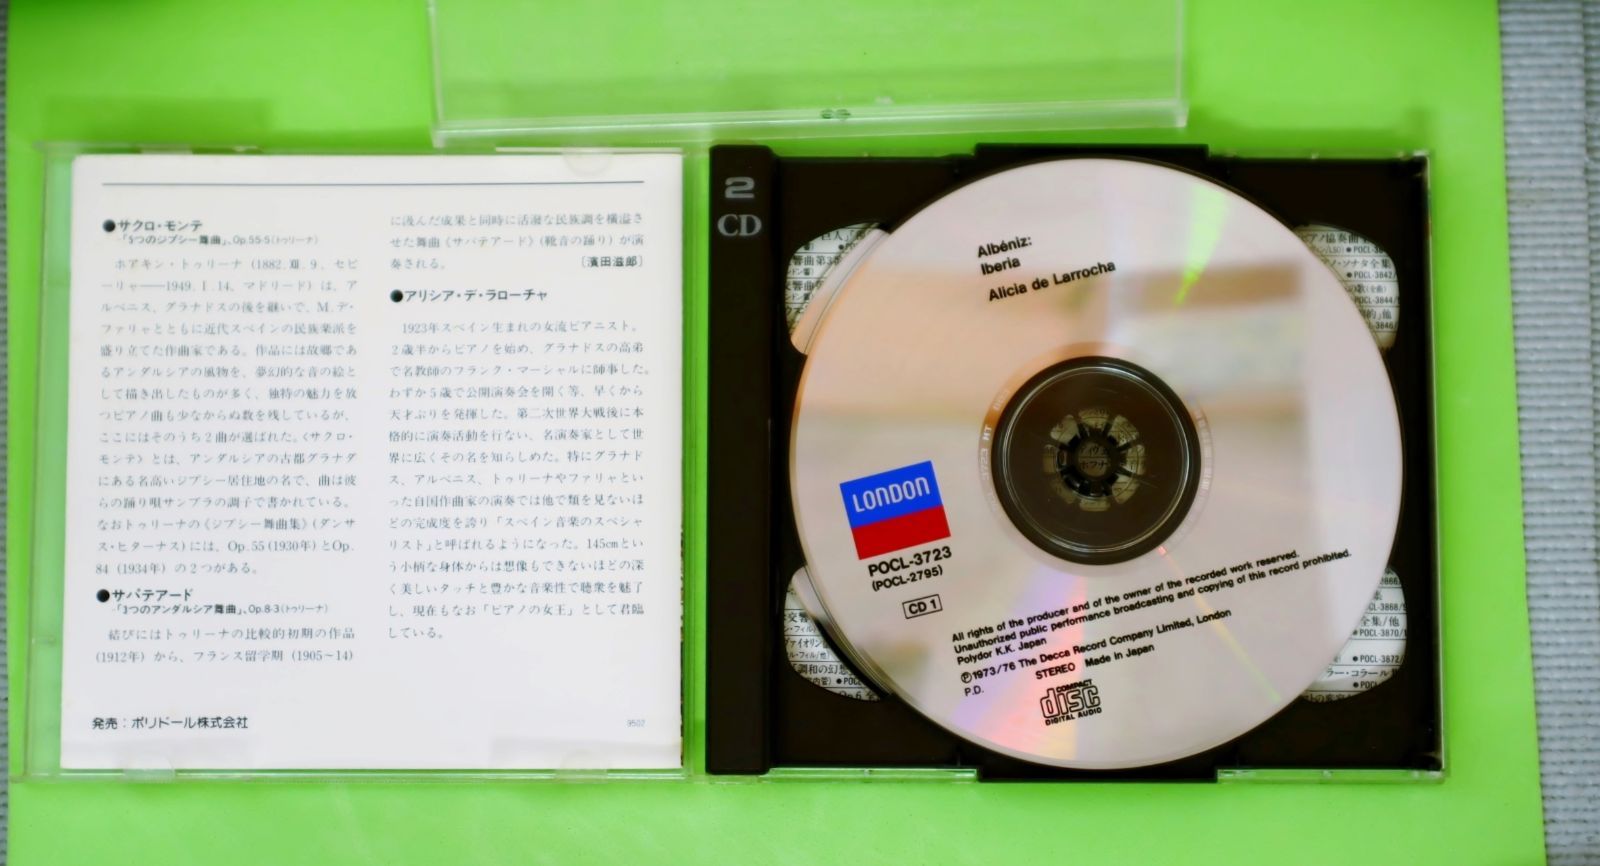 ●サクロ・モンテ
「5つのジプシー舞曲」、Op.55-5(トゥリーナ)
ホアキン・トゥリーナ（1882.Ⅻ.9、セビ
ーリャ——1949.1.14、マドリード）は、ア
ルベニス、グラナドスの後を継いで、M.デ・
ファリャとともに近代スペインの民族楽派を
盛り立てた作曲家である。作品には故郷であ
るアンダルシアの風物を、夢幻的な音の絵と
して描き出したものが多く、独特の魅力を放
つピアノ曲も少なからぬ数を残しているが、
ここにはそのうち2曲が選ばれた。〈サクロ・
モンテ〉とは、アンダルシアの古都グラナダ
にある名高いジプシー居住地の名で、曲は彼
らの踊り唄サンブラの調子で書かれている。
なおトゥリーナの《ジプシー舞曲集》(ダンサ
ス・ヒターナス)には、Op.55(1930年)とOp.
84（1934年）の2つがある。
●サパテアード
「3つのアンダルシア舞曲」、Op.8-3(トゥリーナ)
結びにはトゥリーナの比較的初期の作品
(1912年）から、フランス留学期（1905～14）
に汲んだ成果と同時に活潑な民族調を横溢さ
せた舞曲《サパテアード》(靴音の踊り）が演
奏される。 〔濱田滋郎〕
●アリシア・デ・ラローチャ
1923年スペイン生まれの女流ピアニスト。
2歳半からピアノを始め、グラナドスの高弟
で名教師のフランク・マーシャルに師事した。
わずか5歳で公開演奏会を開く等、早くから
天才ぶりを発揮した。第二次世界大戦後に本
格的に演奏活動を行ない、名演奏家として世
界に広くその名を知らしめた。特にグラナド
ス、アルベニス、トゥリーナやファリャとい
った自国作曲家の演奏では他で類を見ないほ
どの完成度を誇り「スペイン音楽のスペシャ
リスト」と呼ばれるようになった。145cmとい
う小柄な身体からは想像もできないほどの深
く美しいタッチと豊かな音楽性で聴衆を魅了
し、現在もなお「ピアノの女王」として君臨
している。
発売：ポリドール株式会社
9502
2
CD
Albéniz:
Iberia
Alicia de Larrocha
LONDON
POCL-3723
(POCL-2795)
CD 1
All rights of the producer and of the owner of the recorded work reserved.
Unauthorized public performance broadcasting and copying of this record prohibited.
Polydor K.K. Japan
Ⓟ1973/76 The Decca Record Company Limited, London
P.D. STEREO Made in Japan
COMPACT
disc
DIGITAL AUDIO